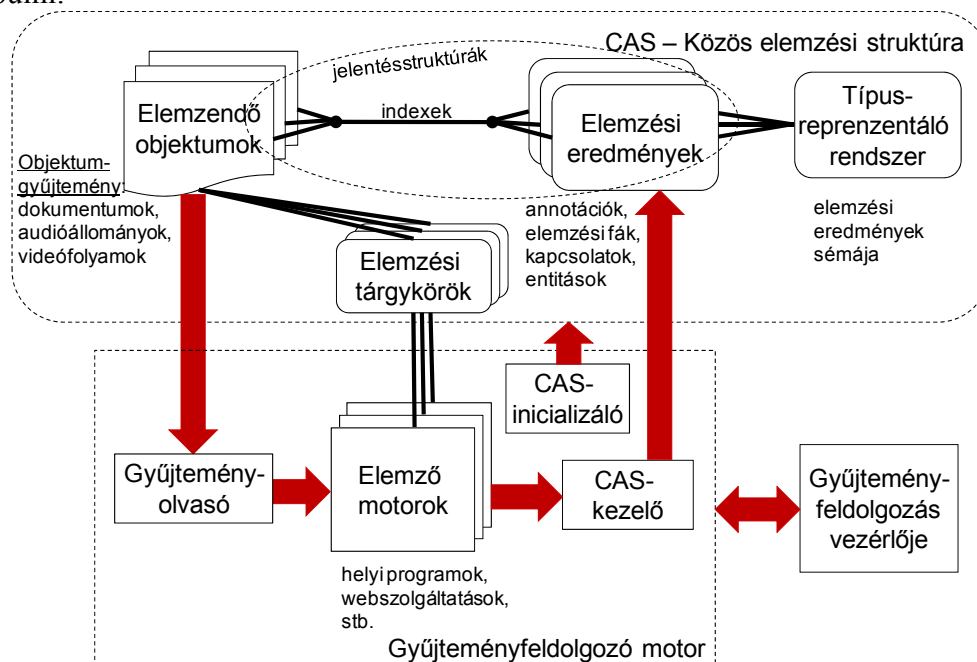 CAS – Közös elemzési struktúra
jelentésstruktúrák
Elemzendő
objektumok
indexek
Elemzési
eredmények
Típus-
reprenzentáló
rendszer
Objektum-
gyűjtemény:
dokumentumok,
audióállományok,
videófolyamok
annotációk,
elemzési fák,
kapcsolatok,
entitások
elemzési
eredmények
sémája
Elemzési
tárgykörök
CAS-
inicializáló
Gyűjtemény-
olvasó
Elemző
motorok
CAS-
kezelő
Gyűjtemény-
feldolgozás
vezérlője
helyi programok,
webszolgáltatások,
stb.
Gyűjteményfeldolgozó motor